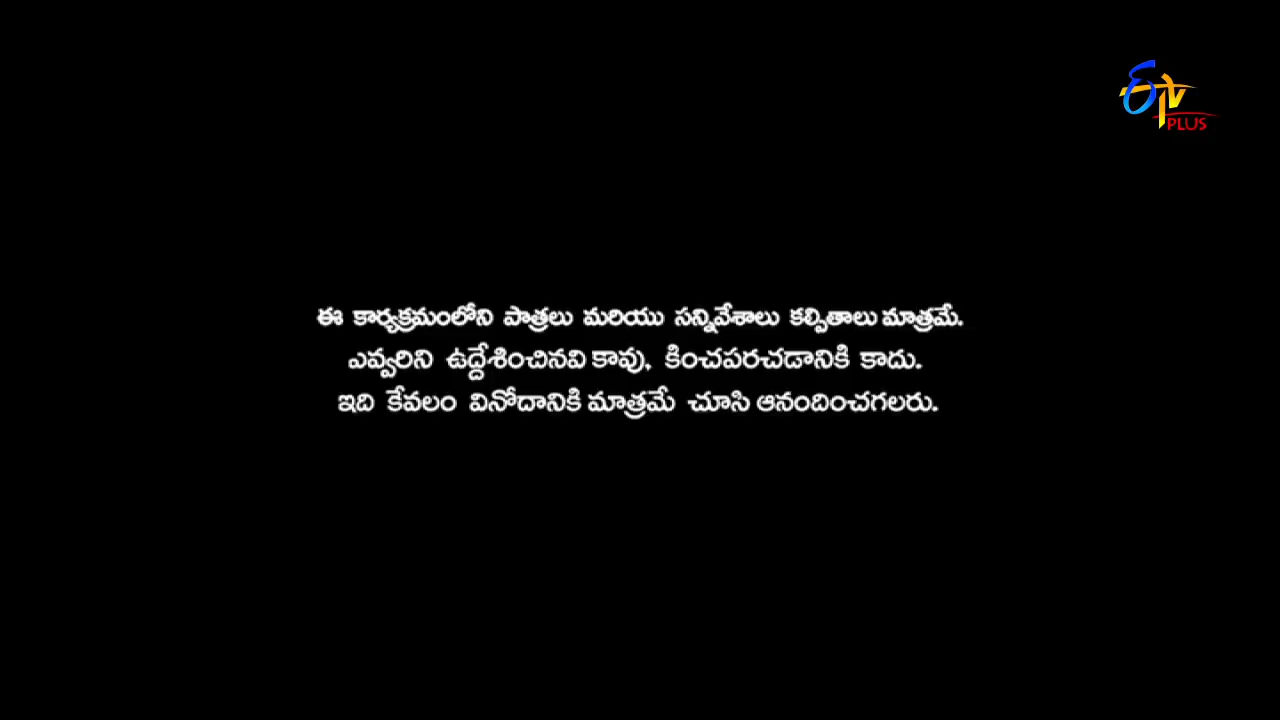 ETV
PLUS
ఈ కార్యక్రమంలోని పాత్రలు మరియు సన్నివేశాలు కల్పితాలు మాత్రమే.
ఎవ్వరిని ఉద్దేశించినవి కావు. కించపరచడానికి కాదు.
ఇది కేవలం వినోదానికి మాత్రమే చూసి ఆనందించగలరు.